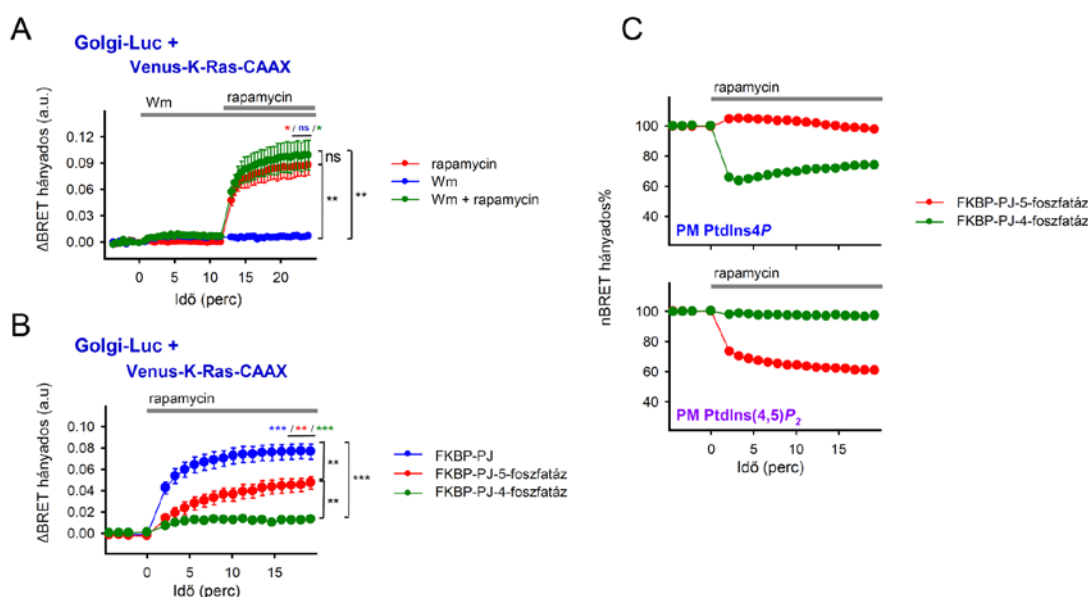 A
Golgi-Luc +
Venus-K-Ras-CAAX
rapamycin
Wm
* / ns / *
0.12
0.09
0.06
0.03
0.00
ΔBRET hányados (a.u.)
ns
**
**
rapamycin
Wm
Wm + rapamycin
0 5 10 15 20
Idő (perc)
B
Golgi-Luc +
Venus-K-Ras-CAAX
rapamycin
*** / ** / ***
0.10
0.08
0.06
0.04
0.02
0.00
ΔBRET hányados (a.u)
**
*
**
***
FKBP-PJ
FKBP-PJ-5-foszfatáz
FKBP-PJ-4-foszfatáz
0 5 10 15
Idő (perc)
C
rapamycin
100
80
60
40
PM PtdIns4P
FKBP-PJ-5-foszfatáz
FKBP-PJ-4-foszfatáz
nBRET hányados%
rapamycin
100
80
60
40
PM PtdIns(4,5)P2
0 5 10 15
Idő (perc)